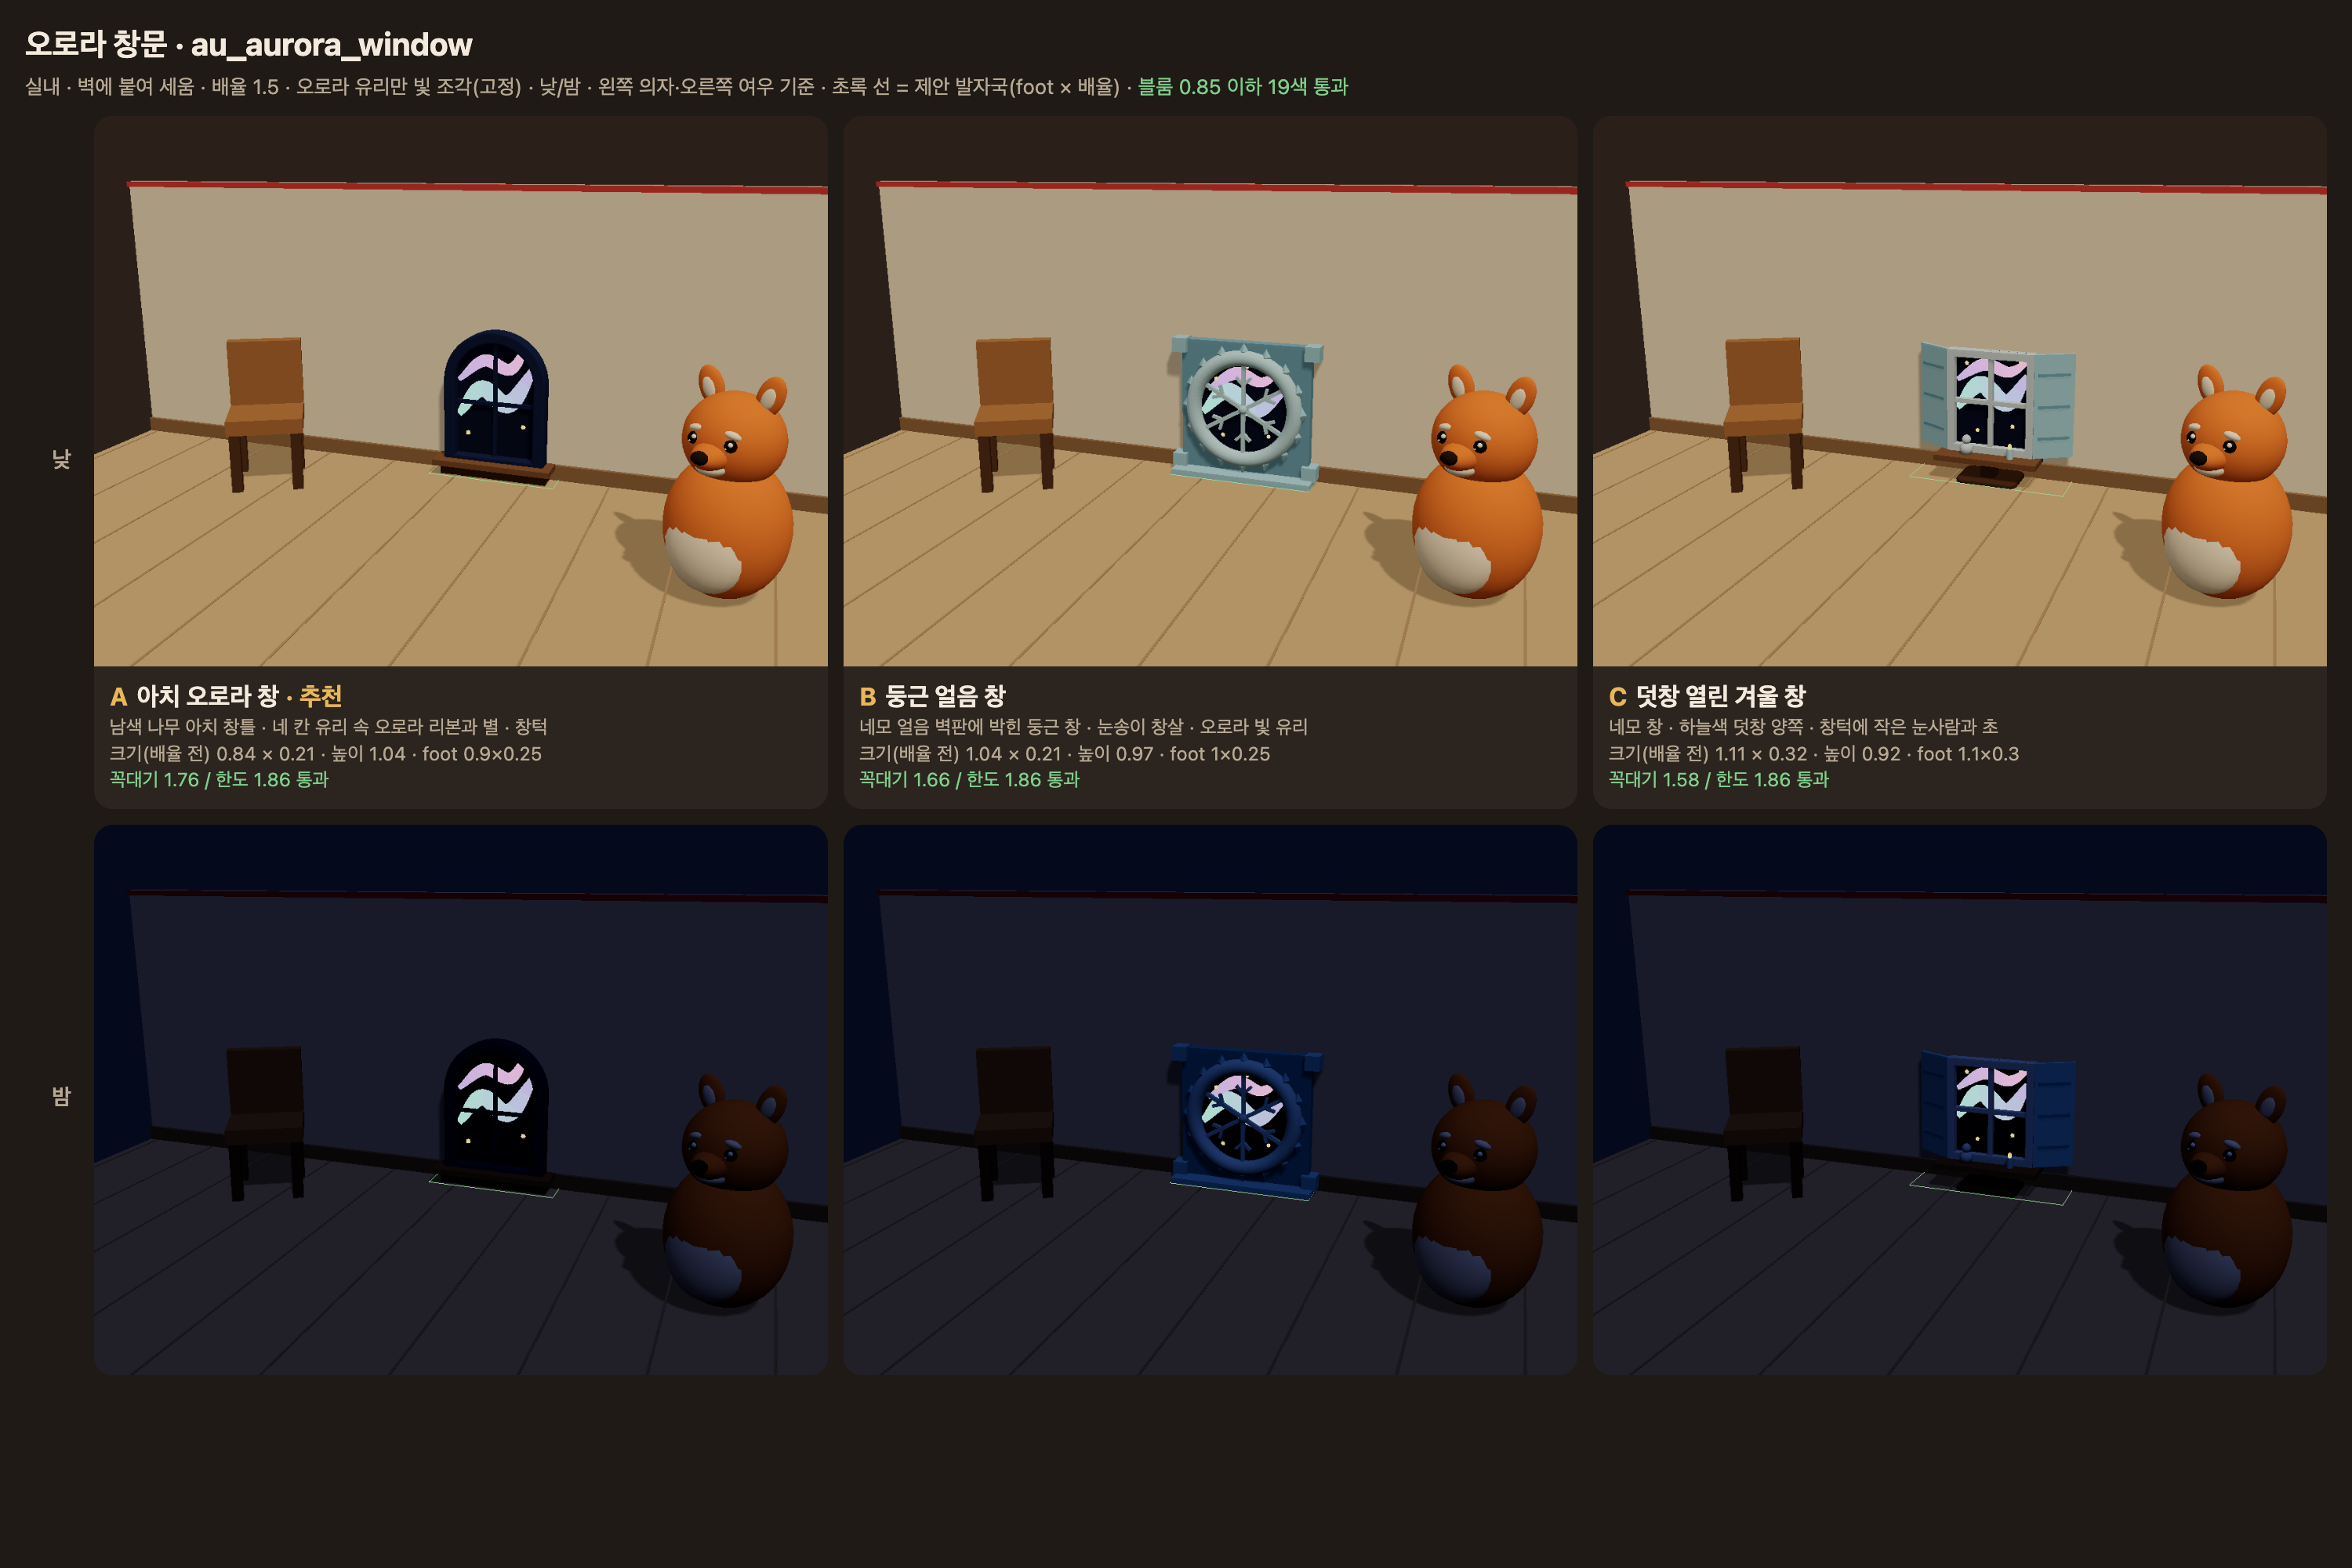 오로라 창문 · au_aurora_window
실내 · 벽에 붙여 세움 · 배율 1.5 · 오로라 유리만 빛 조각(고정) · 낮/밤 · 왼쪽 의자·오른쪽 여우 기준 · 초록 선 = 제안 발자국(foot × 배율) · 블룸 0.85 이하 19색 통과
낮
A 아치 오로라 창 · 추천
남색 나무 아치 창틀 · 네 칸 유리 속 오로라 리본과 별 · 창턱
크기(배율 전) 0.84 × 0.21 · 높이 1.04 · foot 0.9×0.25
꼭대기 1.76 / 한도 1.86 통과
B 둥근 얼음 창
네모 얼음 벽판에 박힌 둥근 창 · 눈송이 창살 · 오로라 빛 유리
크기(배율 전) 1.04 × 0.21 · 높이 0.97 · foot 1×0.25
꼭대기 1.66 / 한도 1.86 통과
C 덧창 열린 겨울 창
네모 창 · 하늘색 덧창 양쪽 · 창턱에 작은 눈사람과 초
크기(배율 전) 1.11 × 0.32 · 높이 0.92 · foot 1.1×0.3
꼭대기 1.58 / 한도 1.86 통과
밤